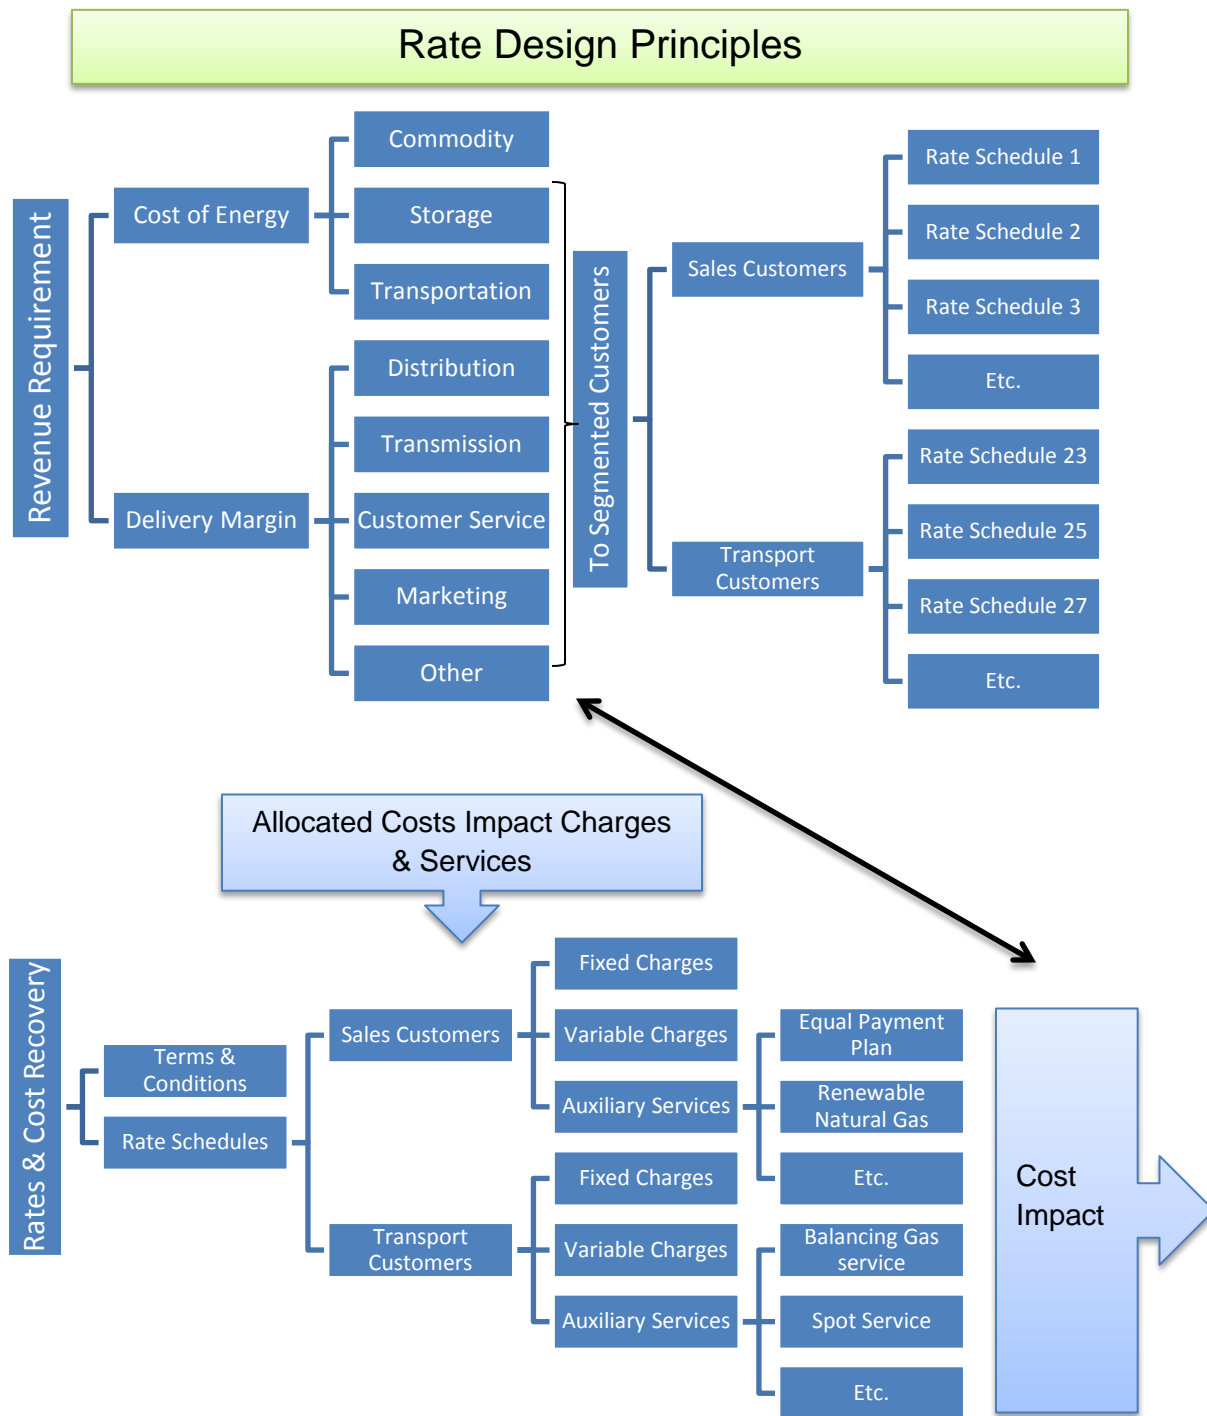 Rate Design Principles
Revenue Requirement
Cost of Energy
Commodity
Storage
Transportation
Delivery Margin
Distribution
Transmission
Customer Service
Marketing
Other
To Segmented Customers
Sales Customers
Rate Schedule 1
Rate Schedule 2
Rate Schedule 3
Etc.
Transport
Customers
Rate Schedule 23
Rate Schedule 25
Rate Schedule 27
Etc.
Allocated Costs Impact Charges
& Services
Rates & Cost Recovery
Terms &
Conditions
Rate Schedules
Sales Customers
Fixed Charges
Variable Charges
Auxiliary Services
Equal Payment
Plan
Renewable
Natural Gas
Etc.
Transport
Customers
Fixed Charges
Variable Charges
Auxiliary Services
Balancing Gas
service
Spot Service
Etc.
Cost
Impact